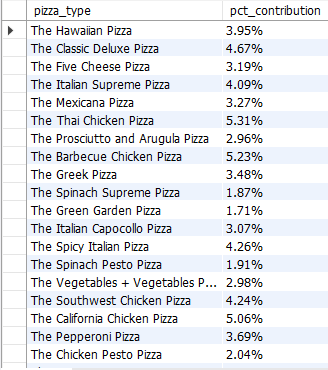 pizza_type pct_contribution
The Hawaiian Pizza 3.95%
The Classic Deluxe Pizza 4.67%
The Five Cheese Pizza 3.19%
The Italian Supreme Pizza 4.09%
The Mexicana Pizza 3.27%
The Thai Chicken Pizza 5.31%
The Prosciutto and Arugula Pizza 2.96%
The Barbecue Chicken Pizza 5.23%
The Greek Pizza 3.48%
The Spinach Supreme Pizza 1.87%
The Green Garden Pizza 1.71%
The Italian Capocollo Pizza 3.07%
The Spicy Italian Pizza 4.26%
The Spinach Pesto Pizza 1.91%
The Vegetables + Vegetables P... 2.98%
The Southwest Chicken Pizza 4.24%
The California Chicken Pizza 5.06%
The Pepperoni Pizza 3.69%
The Chicken Pesto Pizza 2.04%